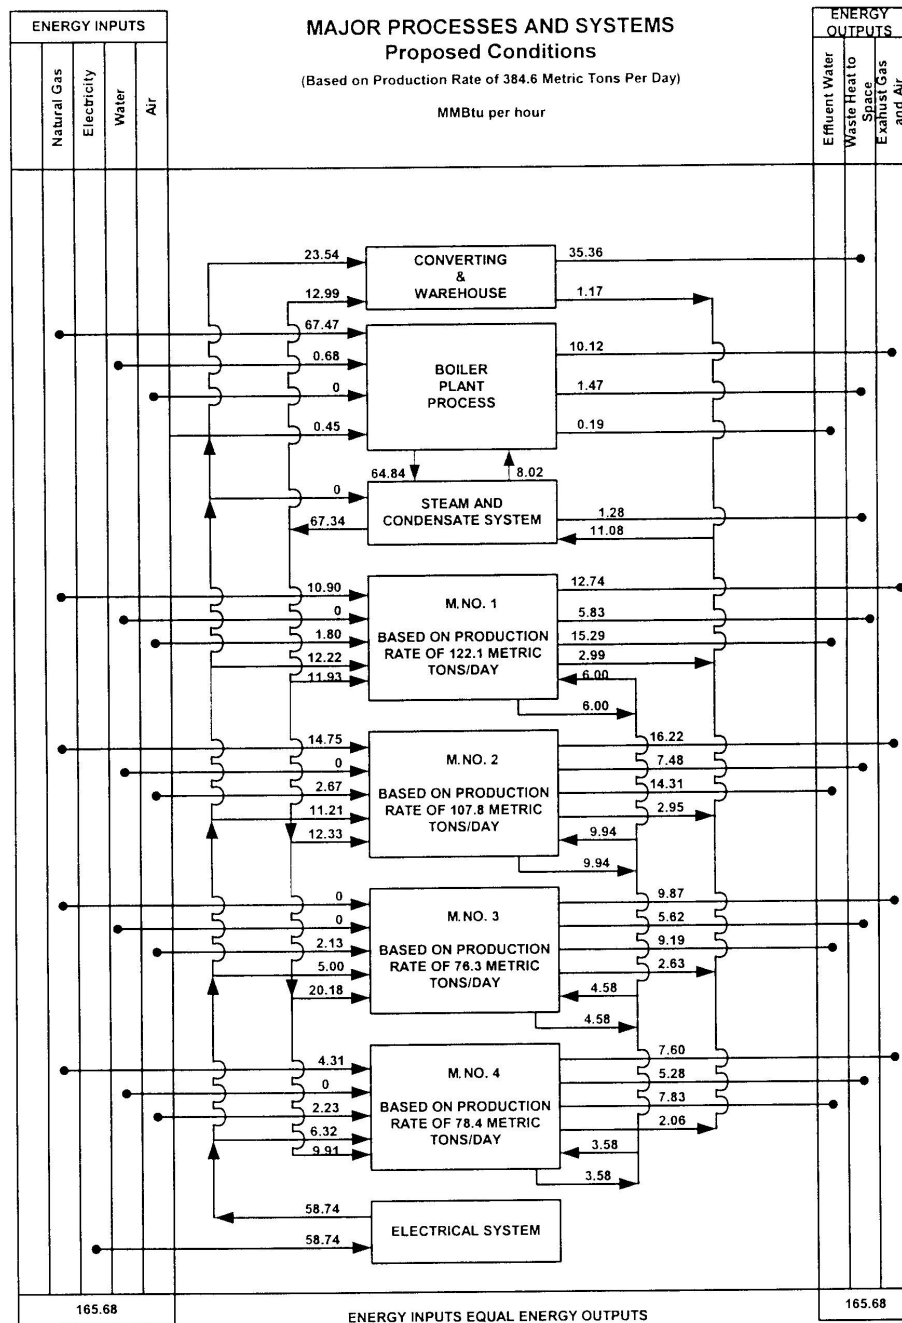 ENERGY INPUTS
MAJOR PROCESSES AND SYSTEMS
Proposed Conditions
(Based on Production Rate of 384.6 Metric Tons Per Day)
MMBtu per hour
ENERGY
OUTPUTS
Natural Gas
Electricity
Water
Air
Effluent Water
Waste Heat to
Space
Exahust Gas
and Air
23.54
12.99
CONVERTING
&
WAREHOUSE
35.36
1.17
67.47
0.68
0
0.45
BOILER
PLANT
PROCESS
10.12
1.47
0.19
64.84
8.02
0
67.34
STEAM AND
CONDENSATE SYSTEM
1.28
11.08
10.90
0
1.80
12.22
11.93
M.NO. 1
BASED ON PRODUCTION
RATE OF 122.1 METRIC
TONS/DAY
12.74
5.83
15.29
2.99
6.00
6.00
14.75
0
2.67
11.21
12.33
M.NO. 2
BASED ON PRODUCTION
RATE OF 107.8 METRIC
TONS/DAY
16.22
7.48
14.31
2.95
9.94
9.94
0
0
2.13
5.00
20.18
M.NO. 3
BASED ON PRODUCTION
RATE OF 76.3 METRIC
TONS/DAY
9.87
5.62
9.19
2.63
4.58
4.58
4.31
0
2.23
6.32
9.91
M.NO. 4
BASED ON PRODUCTION
RATE OF 78.4 METRIC
TONS/DAY
7.60
5.28
7.83
2.06
3.58
3.58
58.74
58.74
ELECTRICAL SYSTEM
165.68
ENERGY INPUTS EQUAL ENERGY OUTPUTS
165.68